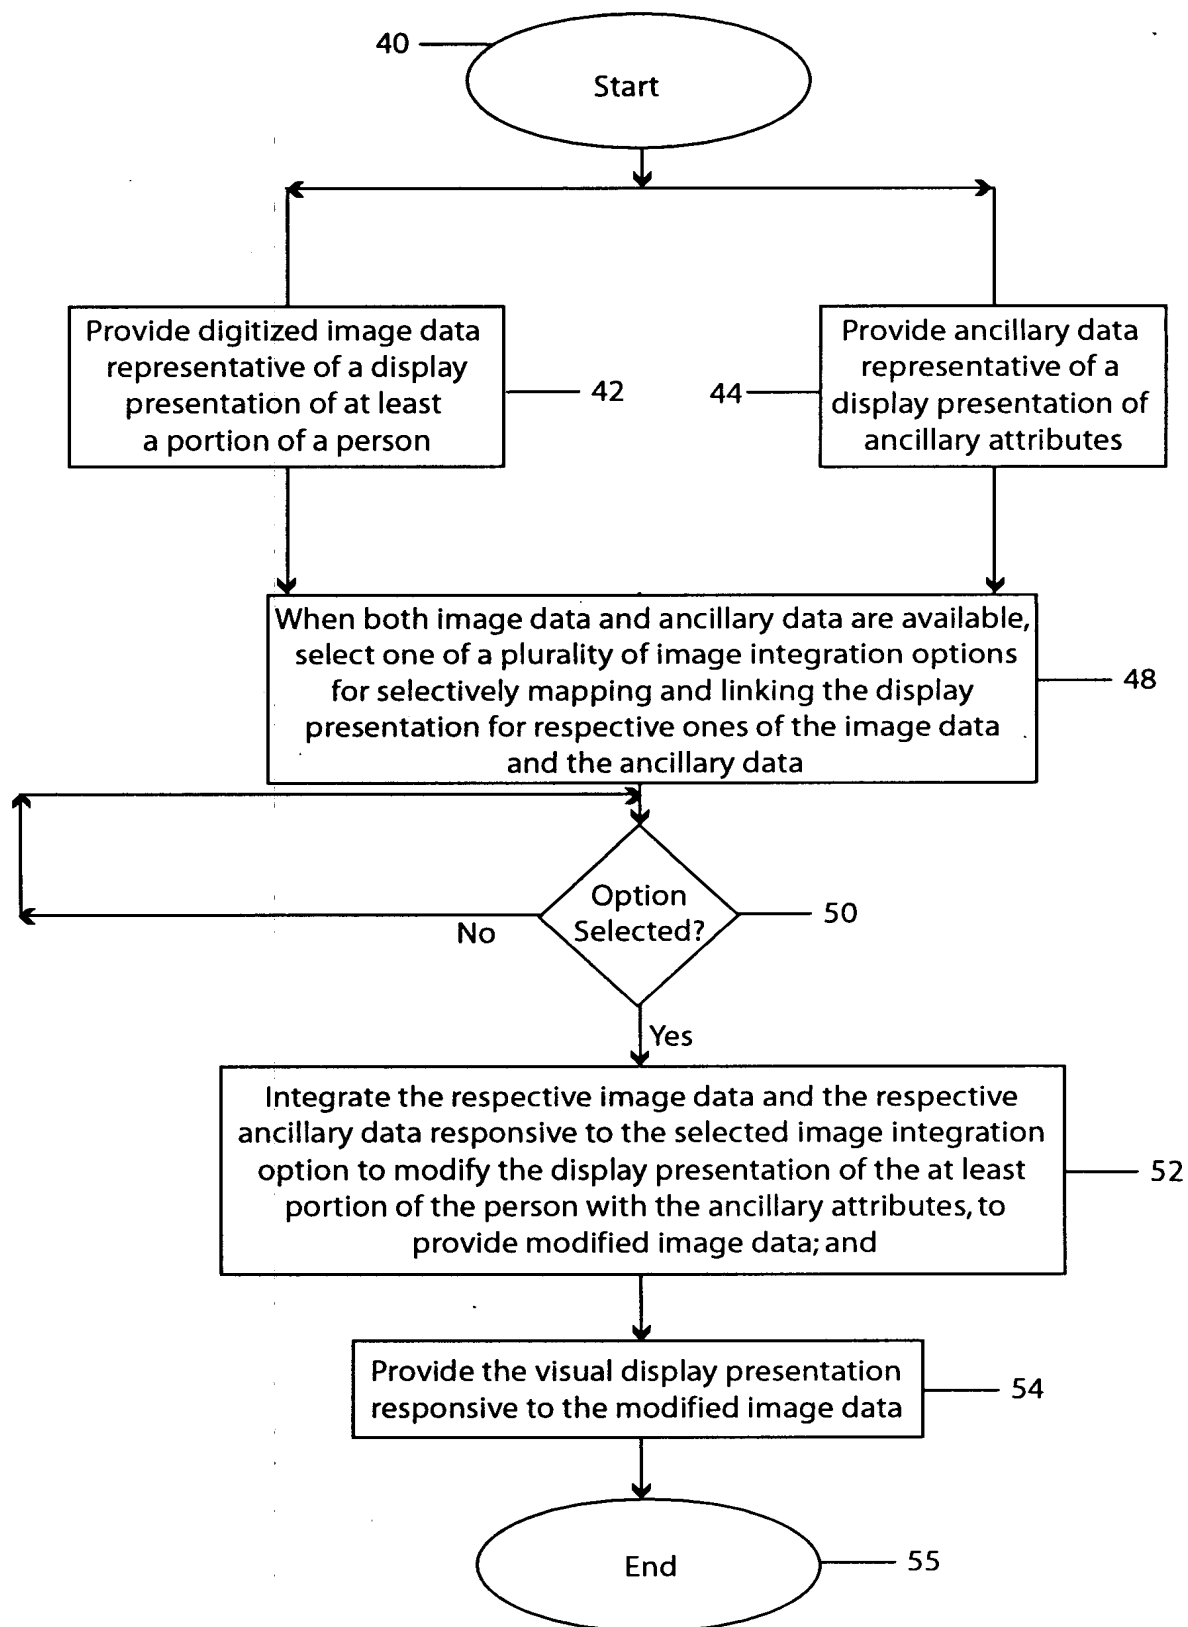 40
Start
Provide digitized image data
representative of a display
presentation of at least
a portion of a person
42
44
Provide ancillary data
representative of a
display presentation of
ancillary attributes
When both image data and ancillary data are available,
select one of a plurality of image integration options
for selectively mapping and linking the display
presentation for respective ones of the image data
and the ancillary data
48
Option
Selected?
50
No
Yes
Integrate the respective image data and the respective
ancillary data responsive to the selected image integration
option to modify the display presentation of the at least
portion of the person with the ancillary attributes, to
provide modified image data; and
52
Provide the visual display presentation
responsive to the modified image data
54
End
55